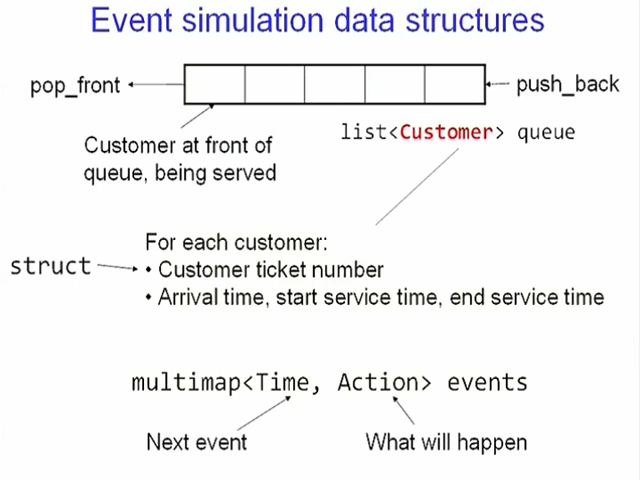 Event simulation data structures
pop_front
push_back
list<Customer> queue
Customer at front of
queue, being served
For each customer:
struct
• Customer ticket number
• Arrival time, start service time, end service time
multimap<Time, Action> events
Next event
What will happen